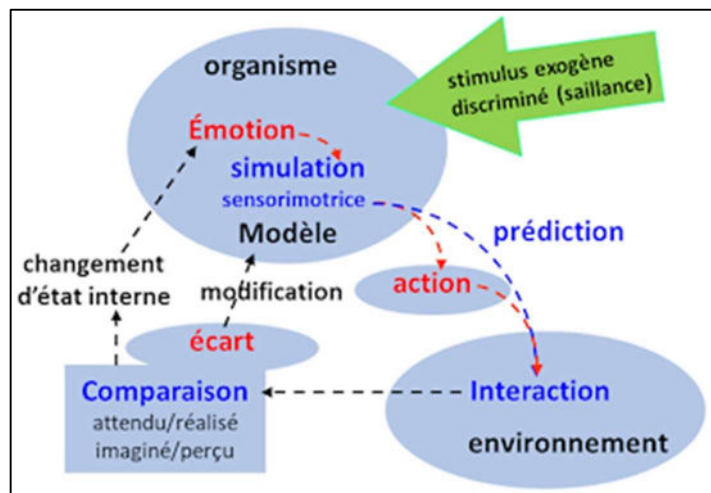 organisme
stimulus exogène
discriminé (saillance)
Émotion
simulation
sensorimotrice
Modèle
prédiction
changement
d'état interne
modification
action
écart
Comparaison
attendu/réalisé
imaginé/perçu
Interaction
environnement